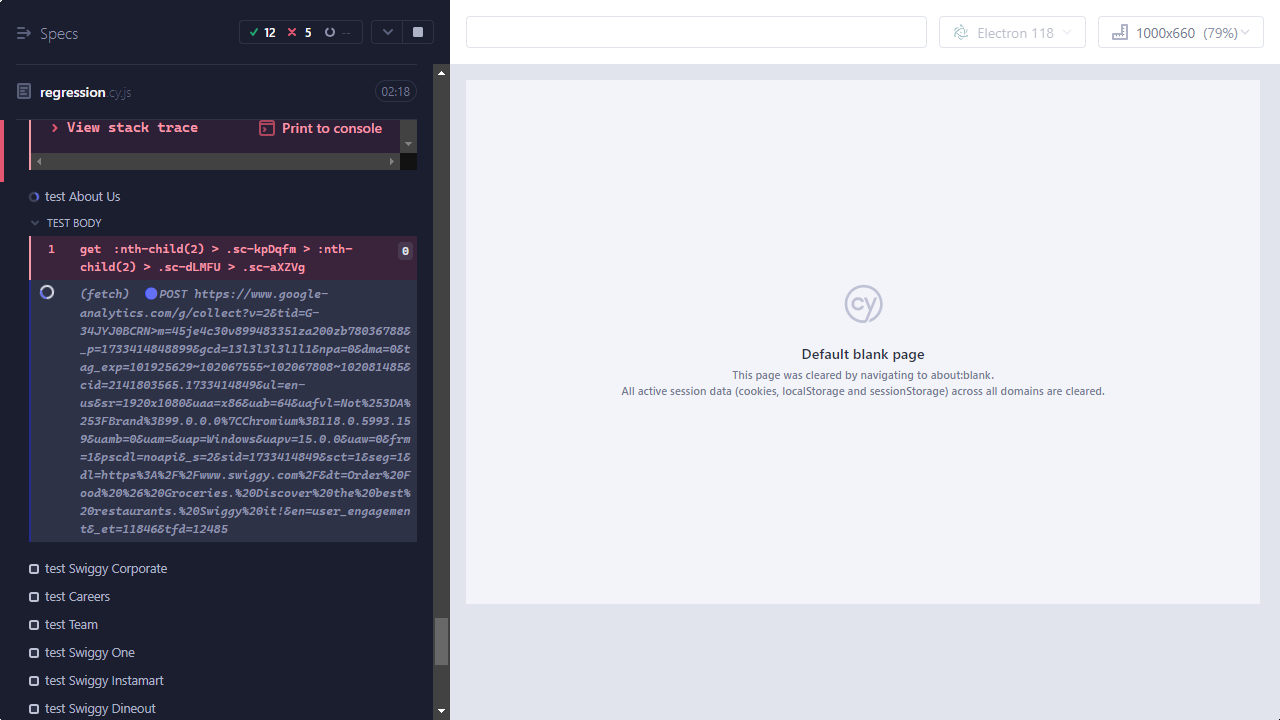 Specs
12
5
--
Electron 118
1000x660 (79%)
regression.cy.js
02:18
View stack trace
Print to console
test About Us
TEST BODY
1 get :nth-child(2) > .sc-kpDqfm > :nth-
child(2) > .sc-dLMFU > .sc-aXZVg
0
(fetch) POST https://www.google-
analytics.com/g/collect?v=2&tid=G-
34JYJ0BCRN>m=45je4c30v899483351za200zb78036788&
_p=1733414848899&gcd=13l3l3l3l1l1&npa=0&dma=0&t
ag_exp=101925629~102067555~102067808~102081485&
cid=2141803565.1733414849&ul=en-
us&sr=1920x1080&uaa=x86&uab=64&uafvl=Not%253DA%
253FBrand%3B99.0.0.0%7CChromium%3B118.0.5993.15
9&uamb=0&uam=&uap=Windows&uapv=15.0.0&uaw=0&frm
=1&pscdl=noapi&_s=2&sid=1733414849&sct=1&seg=1&
dl=https%3A%2F%2Fwww.swiggy.com%2F&dt=Order%20F
ood%20%26%20Groceries.%20Discover%20the%20best%
20restaurants.%20Swiggy%20it!&en=user_engagemen
t&_et=11846&tfd=12485
test Swiggy Corporate
test Careers
test Team
test Swiggy One
test Swiggy Instamart
test Swiggy Dineout
cy
Default blank page
This page was cleared by navigating to about:blank.
All active session data (cookies, localStorage and sessionStorage) across all domains are cleared.